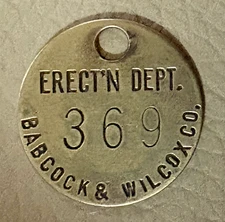 ERECT'N DEPT.
369
BABCOCK & WILCOX CO.